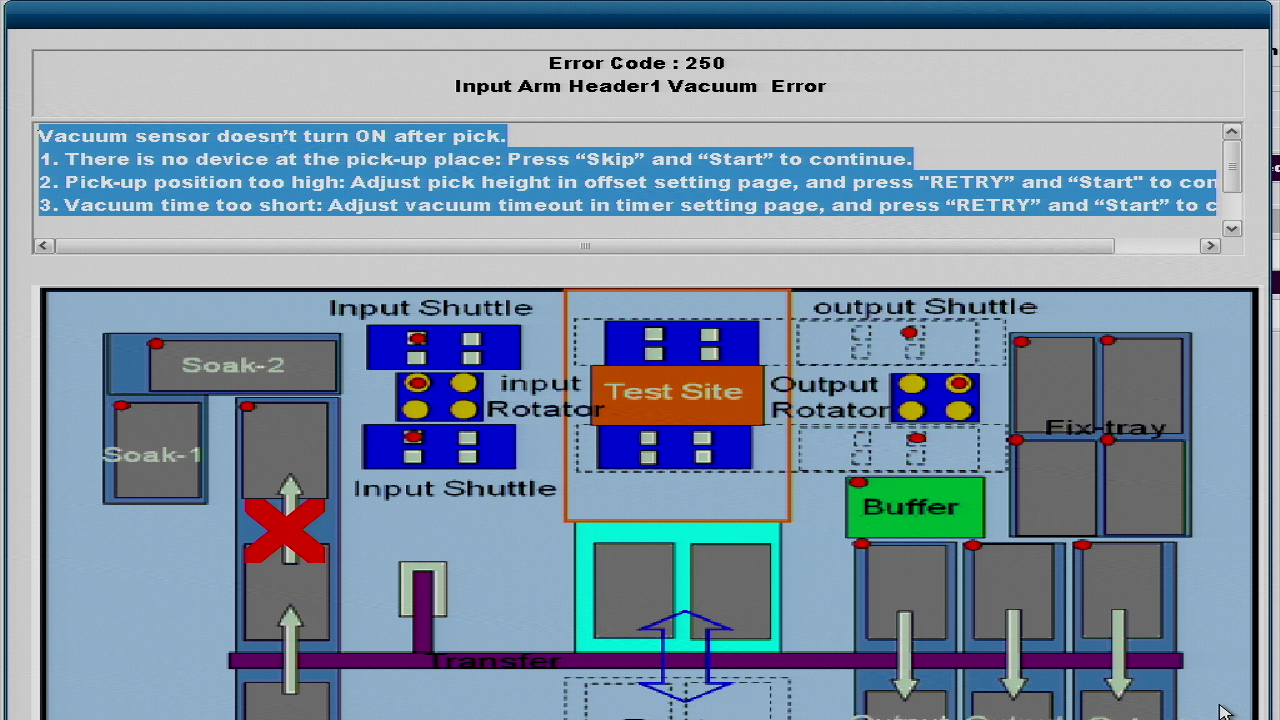 Error Code : 250
Input Arm Header1 Vacuum Error
Vacuum sensor doesn’t turn ON after pick.
1. There is no device at the pick-up place: Press “Skip” and “Start” to continue.
2. Pick-up position too high: Adjust pick height in offset setting page, and press "RETRY” and “Start" to con
3. Vacuum time too short: Adjust vacuum timeout in timer setting page, and press “RETRY” and “Start” to c
Input Shuttle
output Shuttle
Soak-2
input
Rotator
Test Site
Output
Rotator
Fix-tray
Soak-1
Input Shuttle
Buffer
Transfer